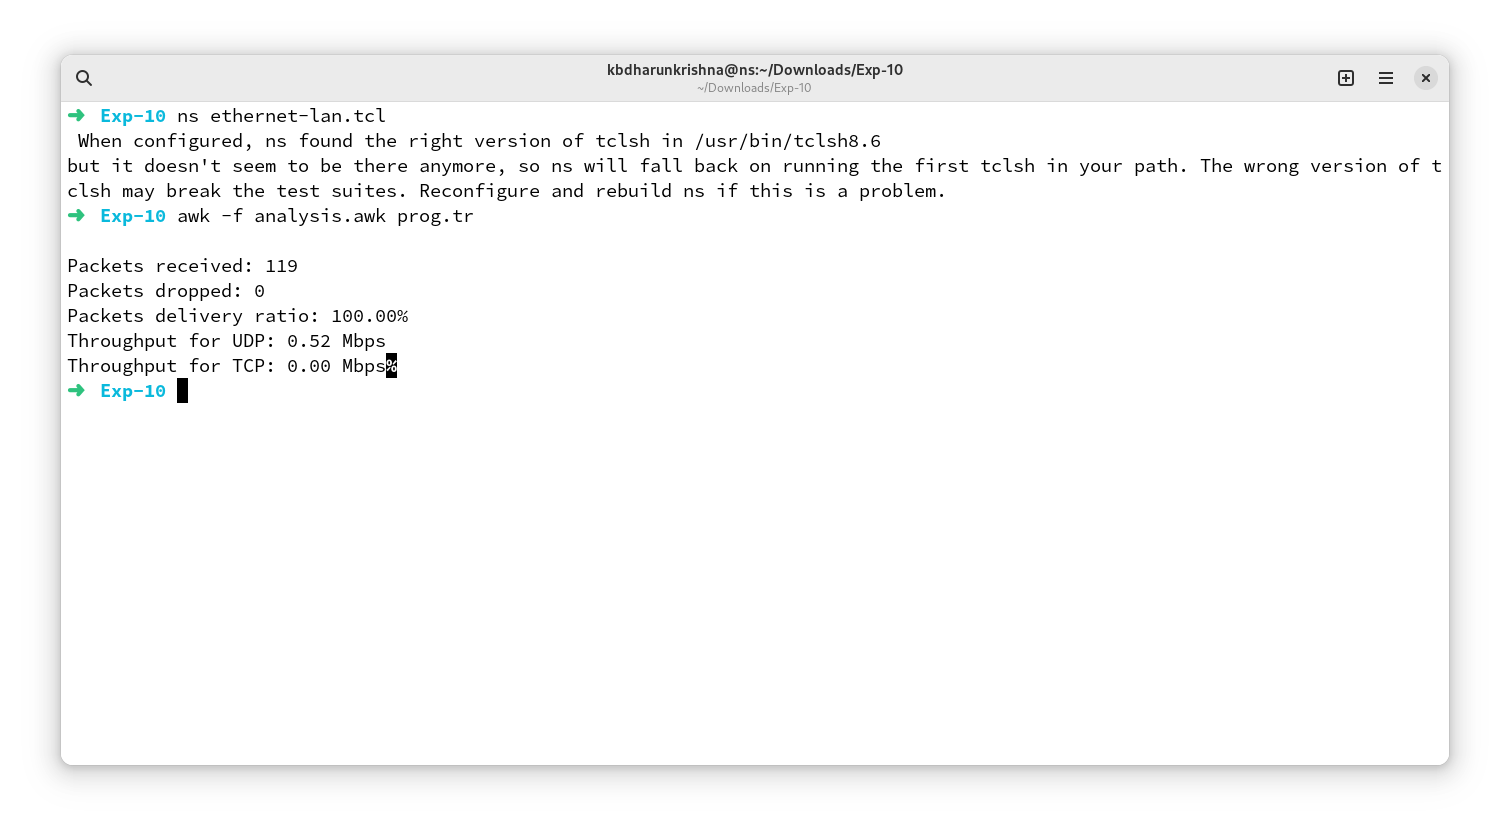 kbdharunkrishna@ns:~/Downloads/Exp-10
~/Downloads/Exp-10
➜ Exp-10 ns ethernet-lan.tcl
When configured, ns found the right version of tclsh in /usr/bin/tclsh8.6
but it doesn't seem to be there anymore, so ns will fall back on running the first tclsh in your path. The wrong version of t
clsh may break the test suites. Reconfigure and rebuild ns if this is a problem.
➜ Exp-10 awk -f analysis.awk prog.tr
Packets received: 119
Packets dropped: 0
Packets delivery ratio: 100.00%
Throughput for UDP: 0.52 Mbps
Throughput for TCP: 0.00 Mbps%
➜ Exp-10